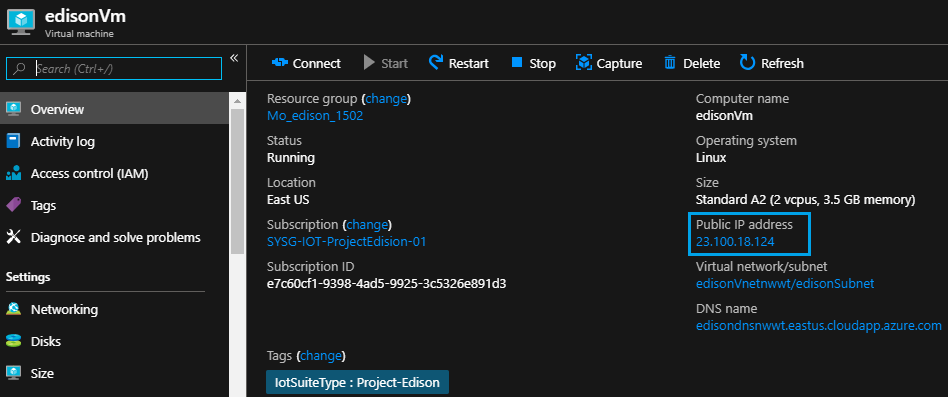 edisonVm
Virtual machine
Search (Ctrl+/)
«
Overview
Activity log
Access control (IAM)
Tags
Diagnose and solve problems
Settings
Networking
Disks
Size
Connect
Start
Restart
Stop
Capture
Delete
Refresh
Resource group (change)
Mo_edison_1502
Status
Running
Location
East US
Subscription (change)
SYSG-IOT-ProjectEdision-01
Subscription ID
e7c60cf1-9398-4ad5-9925-3c5326e891d3
Computer name
edisonVm
Operating system
Linux
Size
Standard A2 (2 vcpus, 3.5 GB memory)
Public IP address
23.100.18.124
Virtual network/subnet
edisonVnetnwwt/edisonSubnet
DNS name
edisondnsnwwt.eastus.cloudapp.azure.com
Tags (change)
IotSuiteType : Project-Edison